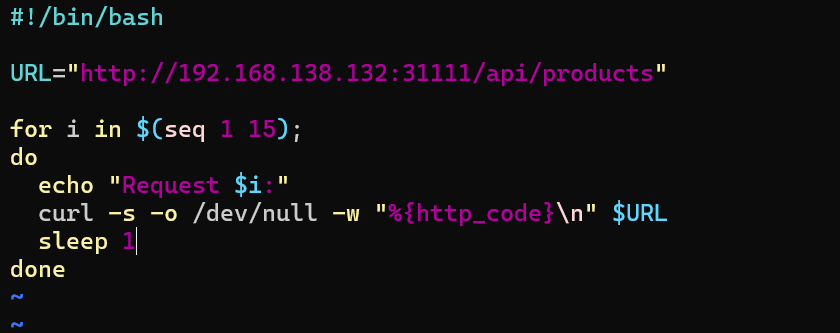 #!/bin/bash
URL="http://192.168.138.132:31111/api/products"
for i in $(seq 1 15);
do
  echo "Request $i:"
  curl -s -o /dev/null -w "%{http_code}\n" $URL
  sleep 1
done
~
~